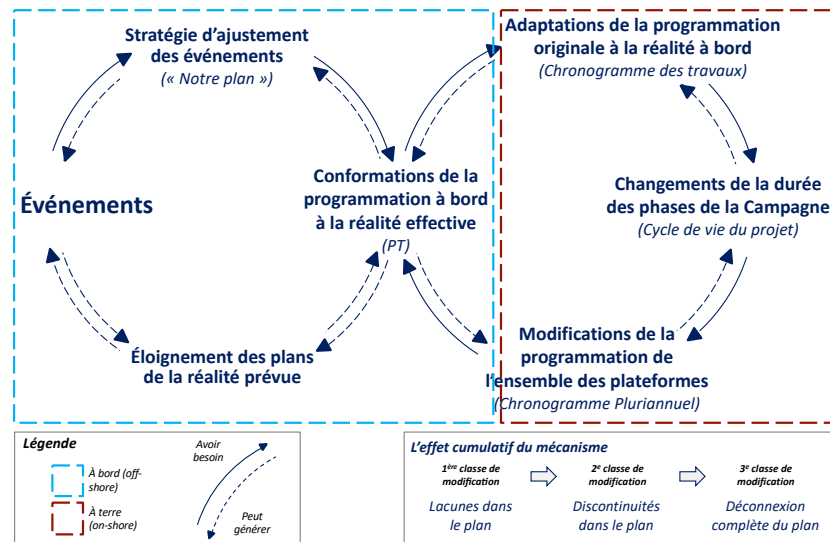 Stratégie d'ajustement
des événements
(« Notre plan »)
Adaptations de la programmation
originale à la réalité à bord
(Chronogramme des travaux)
Événements
Conformations de la
programmation à bord
à la réalité effective
(PT)
Changements de la durée
des phases de la Campagne
(Cycle de vie du projet)
Éloignement des plans
de la réalité prévue
Modifications de la
programmation de
l'ensemble des plateformes
(Chronogramme Pluriannuel)
Légende
À bord (off-
shore)
À terre
(on-shore)
Avoir
besoin
Peut
générer
L'effet cumulatif du mécanisme
1ère classe de
modification
2e classe de
modification
3e classe de
modification
Lacunes dans
le plan
Discontinuités
dans le plan
Déconnexion
complète du plan